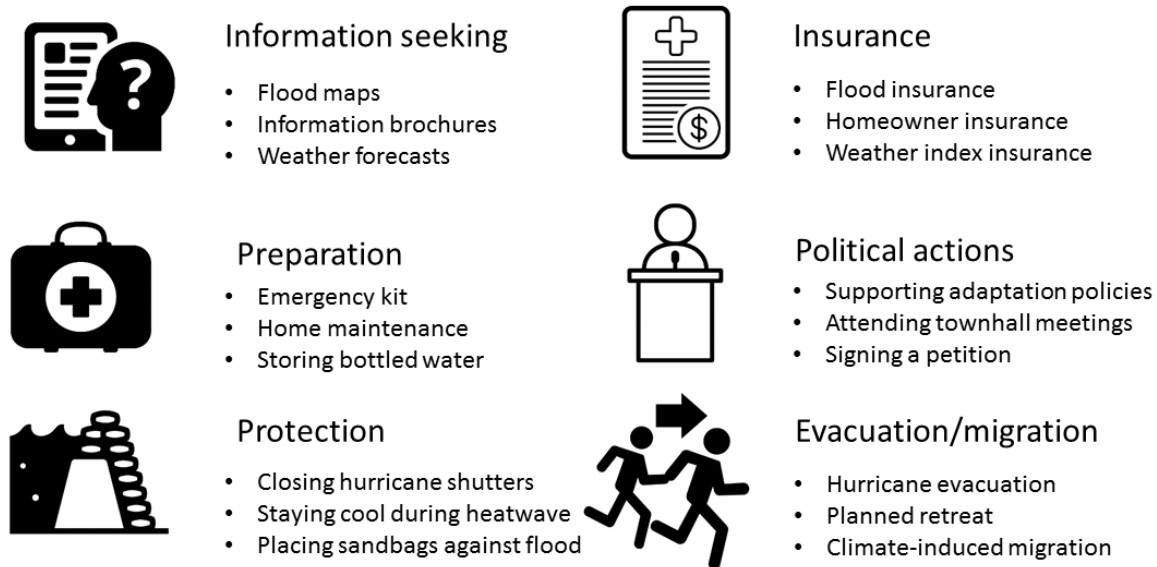 Information seeking
• Flood maps
• Information brochures
• Weather forecasts
Insurance
• Flood insurance
• Homeowner insurance
• Weather index insurance
Preparation
• Emergency kit
• Home maintenance
• Storing bottled water
Political actions
• Supporting adaptation policies
• Attending townhall meetings
• Signing a petition
Protection
• Closing hurricane shutters
• Staying cool during heatwave
• Placing sandbags against flood
Evacuation/migration
• Hurricane evacuation
• Planned retreat
• Climate-induced migration
?
$